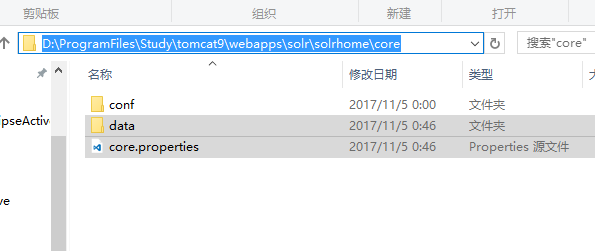 剪贴板 组织 新建 打开
D:\ProgramFiles\Study\tomcat9\webapps\solr\solrhome\core 搜索"core"
名称 修改日期 类型
conf 2017/11/5 0:00 文件夹
ipseActive data 2017/11/5 0:46 文件夹
core.properties 2017/11/5 0:46 Properties 源文件
ve